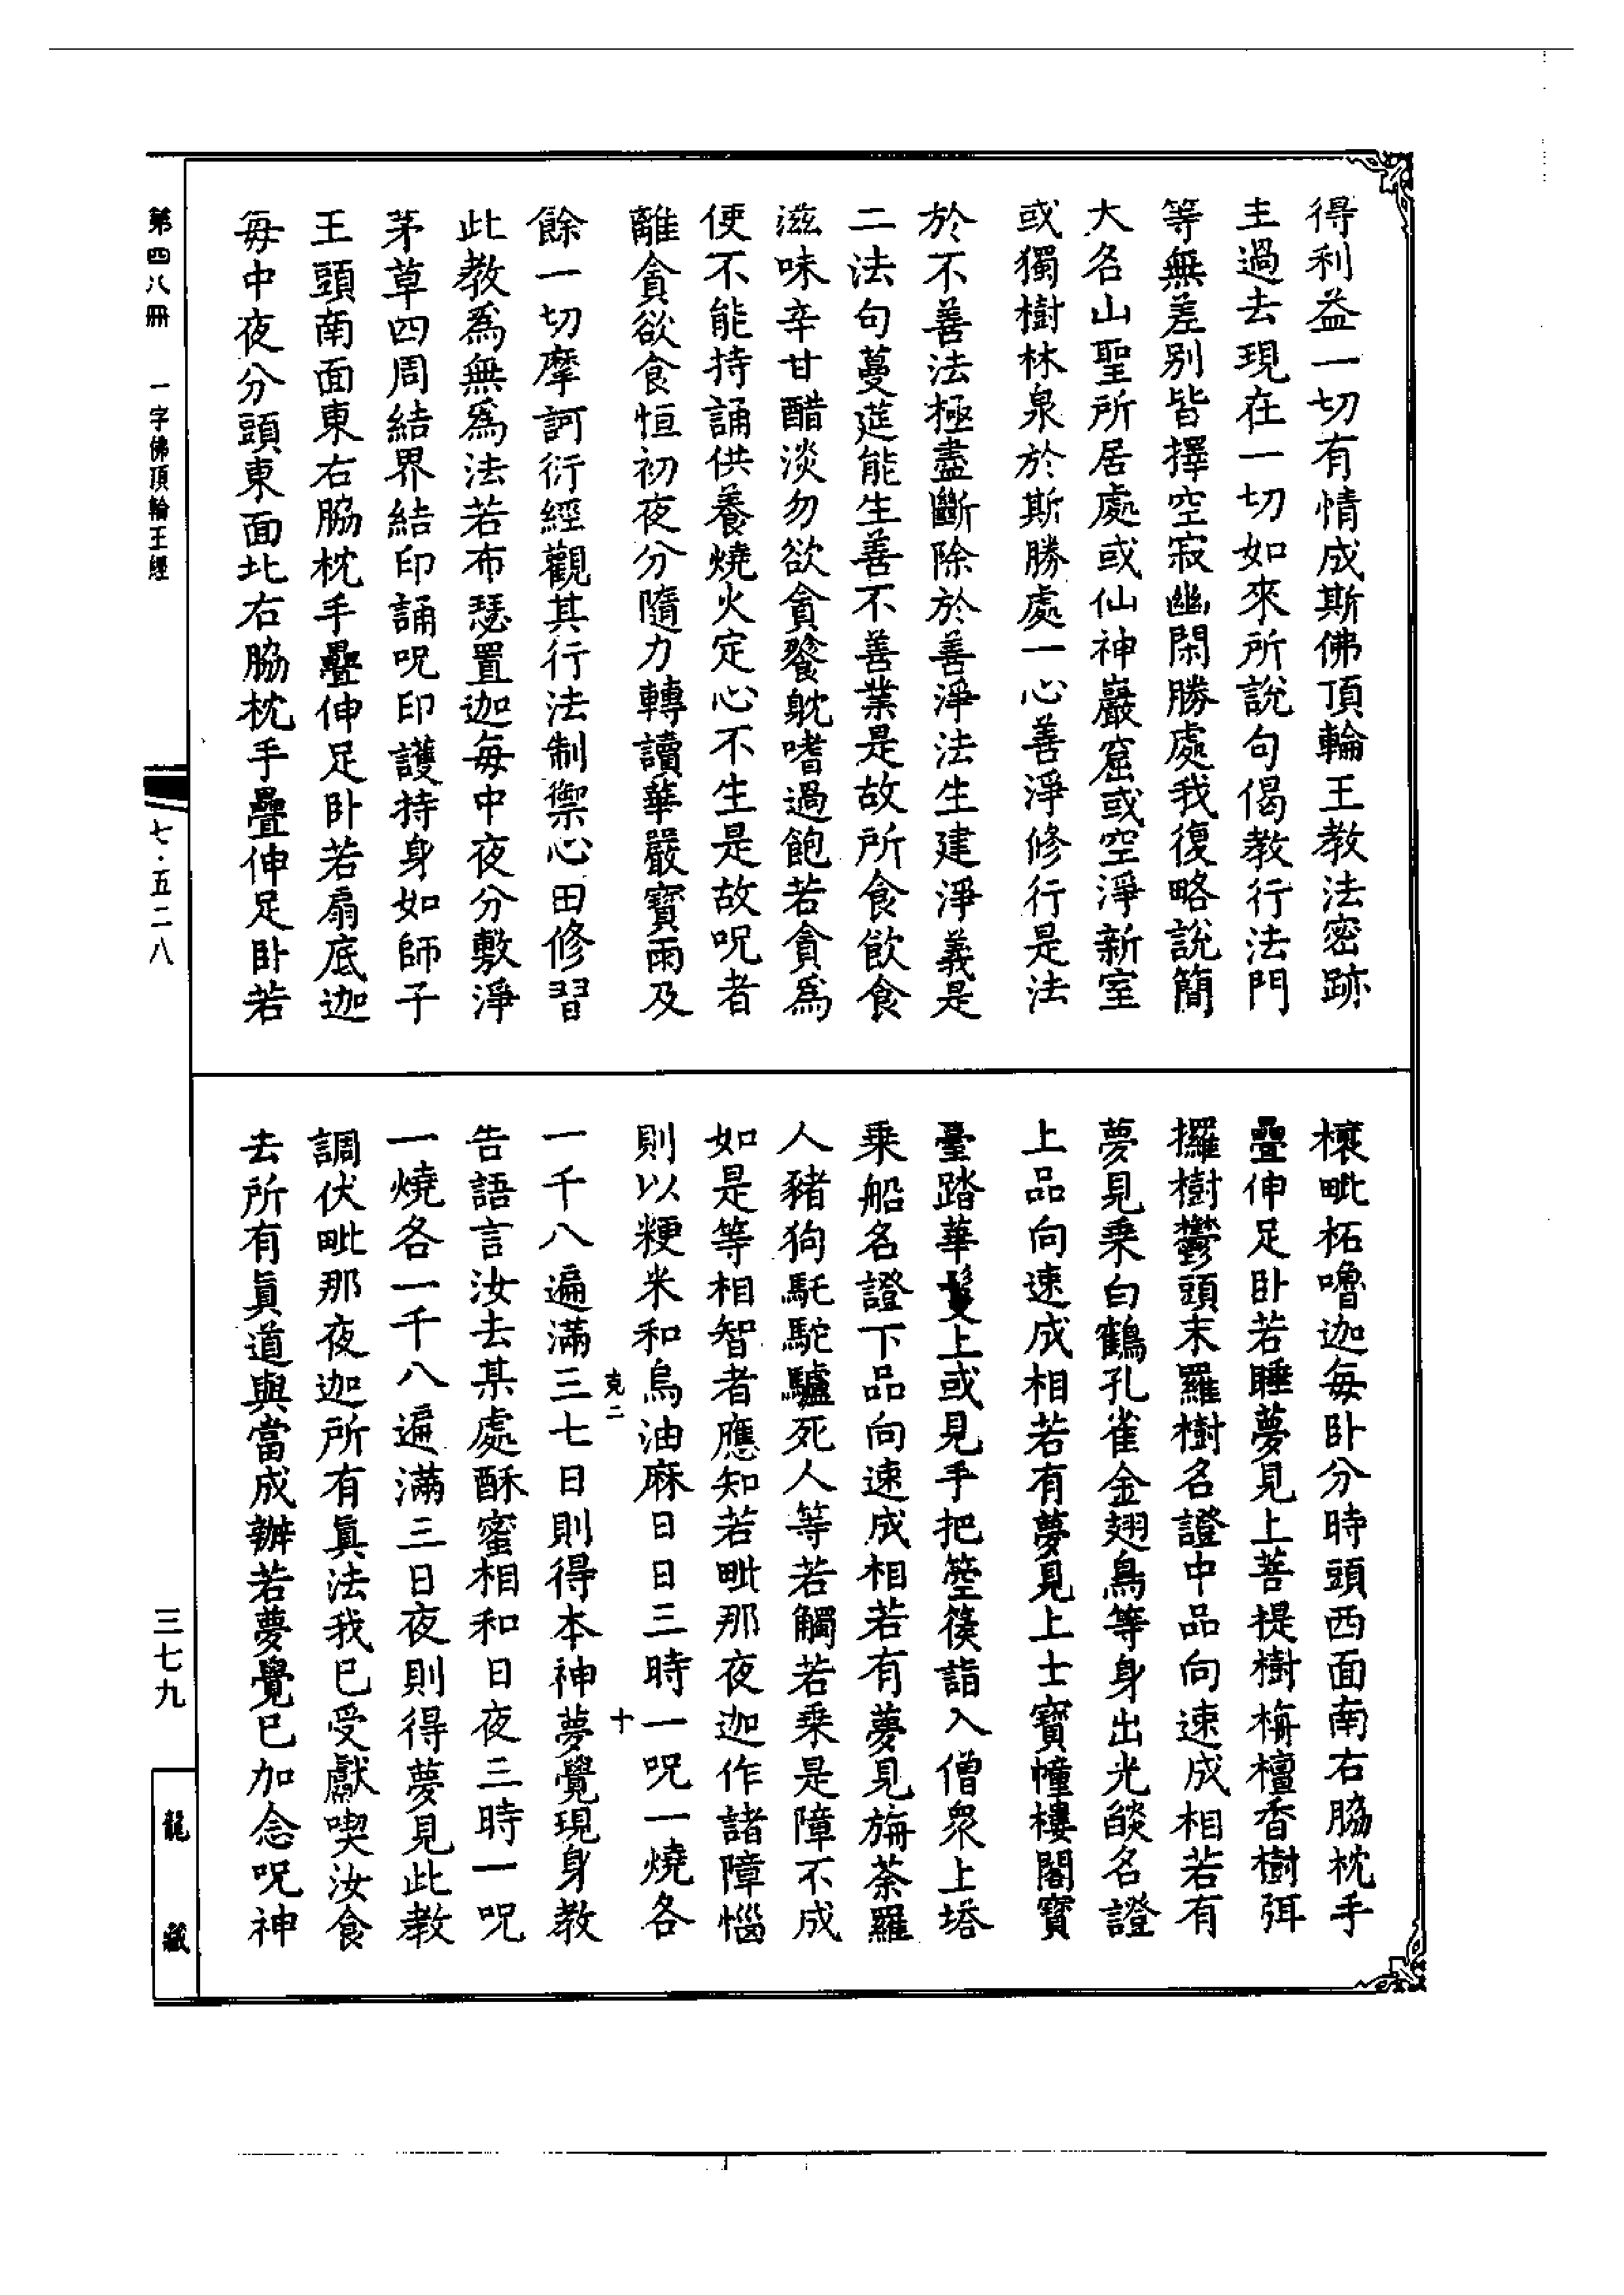 得利益一切有情成斯佛頂輪王教法密跡
主過去現在一切如來所說句偈教行法門
等無差別皆擇空寂幽閑勝處我復略說簡
大名山聖所居處或仙神巖窟或空淨新室
或獨樹林泉於斯勝處一心善淨修行是法
於不善法極盡斷除於善淨法生建淨義是
二法句蔓莚能生善不善業是故所食飲食
滋味辛甘醋淡勿欲貪餮躭嗜過飽若貪為
便不能持誦供養燒火定心不生是故呪者
離貪欲食恒初夜分隨力轉讀華嚴寶雨及
餘一切摩訶衍經觀其行法制禦心田修習
此教為無為法若布瑟置迦每中夜分敷淨
茅草四周結界結印誦呪印護持身如師子
王頭南面東右脇枕手疊伸足臥若扇底迦
每中夜分頭東面北右脇枕手疊伸足臥若
欀毗柘嚕迦每臥分時頭西面南右脇枕手
疊伸足臥若睡夢見上菩提樹栴檀香樹弭
攞樹鬱頭末羅樹名證中品向速成相若有
夢見乘白鶴孔雀金翅鳥等身出光燄名證
上品向速成相若有夢見上士寶幢樓閣寶
臺踏華鬘上或見手把箜篌詣入僧眾上塔
乘船名證下品向速成相若有夢見旃荼羅
人豬狗馲駝驢死人等若觸若乘是障不成
如是等相智者應知若毗那夜迦作諸障惱
則以粳米和烏油麻日日三時一呪一燒各
克二
十
一千八遍滿三七日則得本神夢覺現身教
告語言汝去某處酥蜜相和日夜三時一呪
一燒各一千八遍滿三日夜則得夢見此教
調伏毗那夜迦所有眞法我已受獻喫汝食
去所有眞道與當成辦若夢覺已加念呪神
第四八冊 一字佛頂輪王經
七·五二八
三七九
龍藏